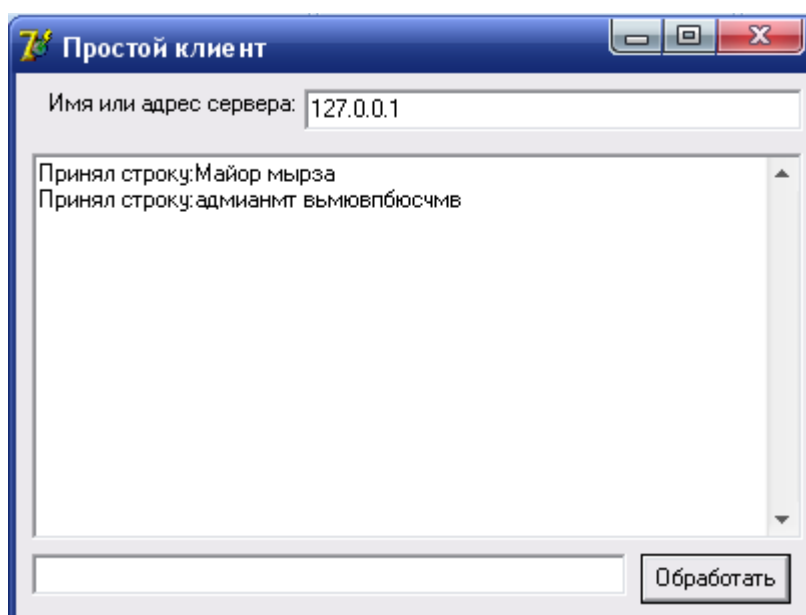 Простой клиент
Имя или адрес сервера: 127.0.0.1
Принял строку:Майор мырза
Принял строку:адмианмт вьмювпбюсчмв
Обработать